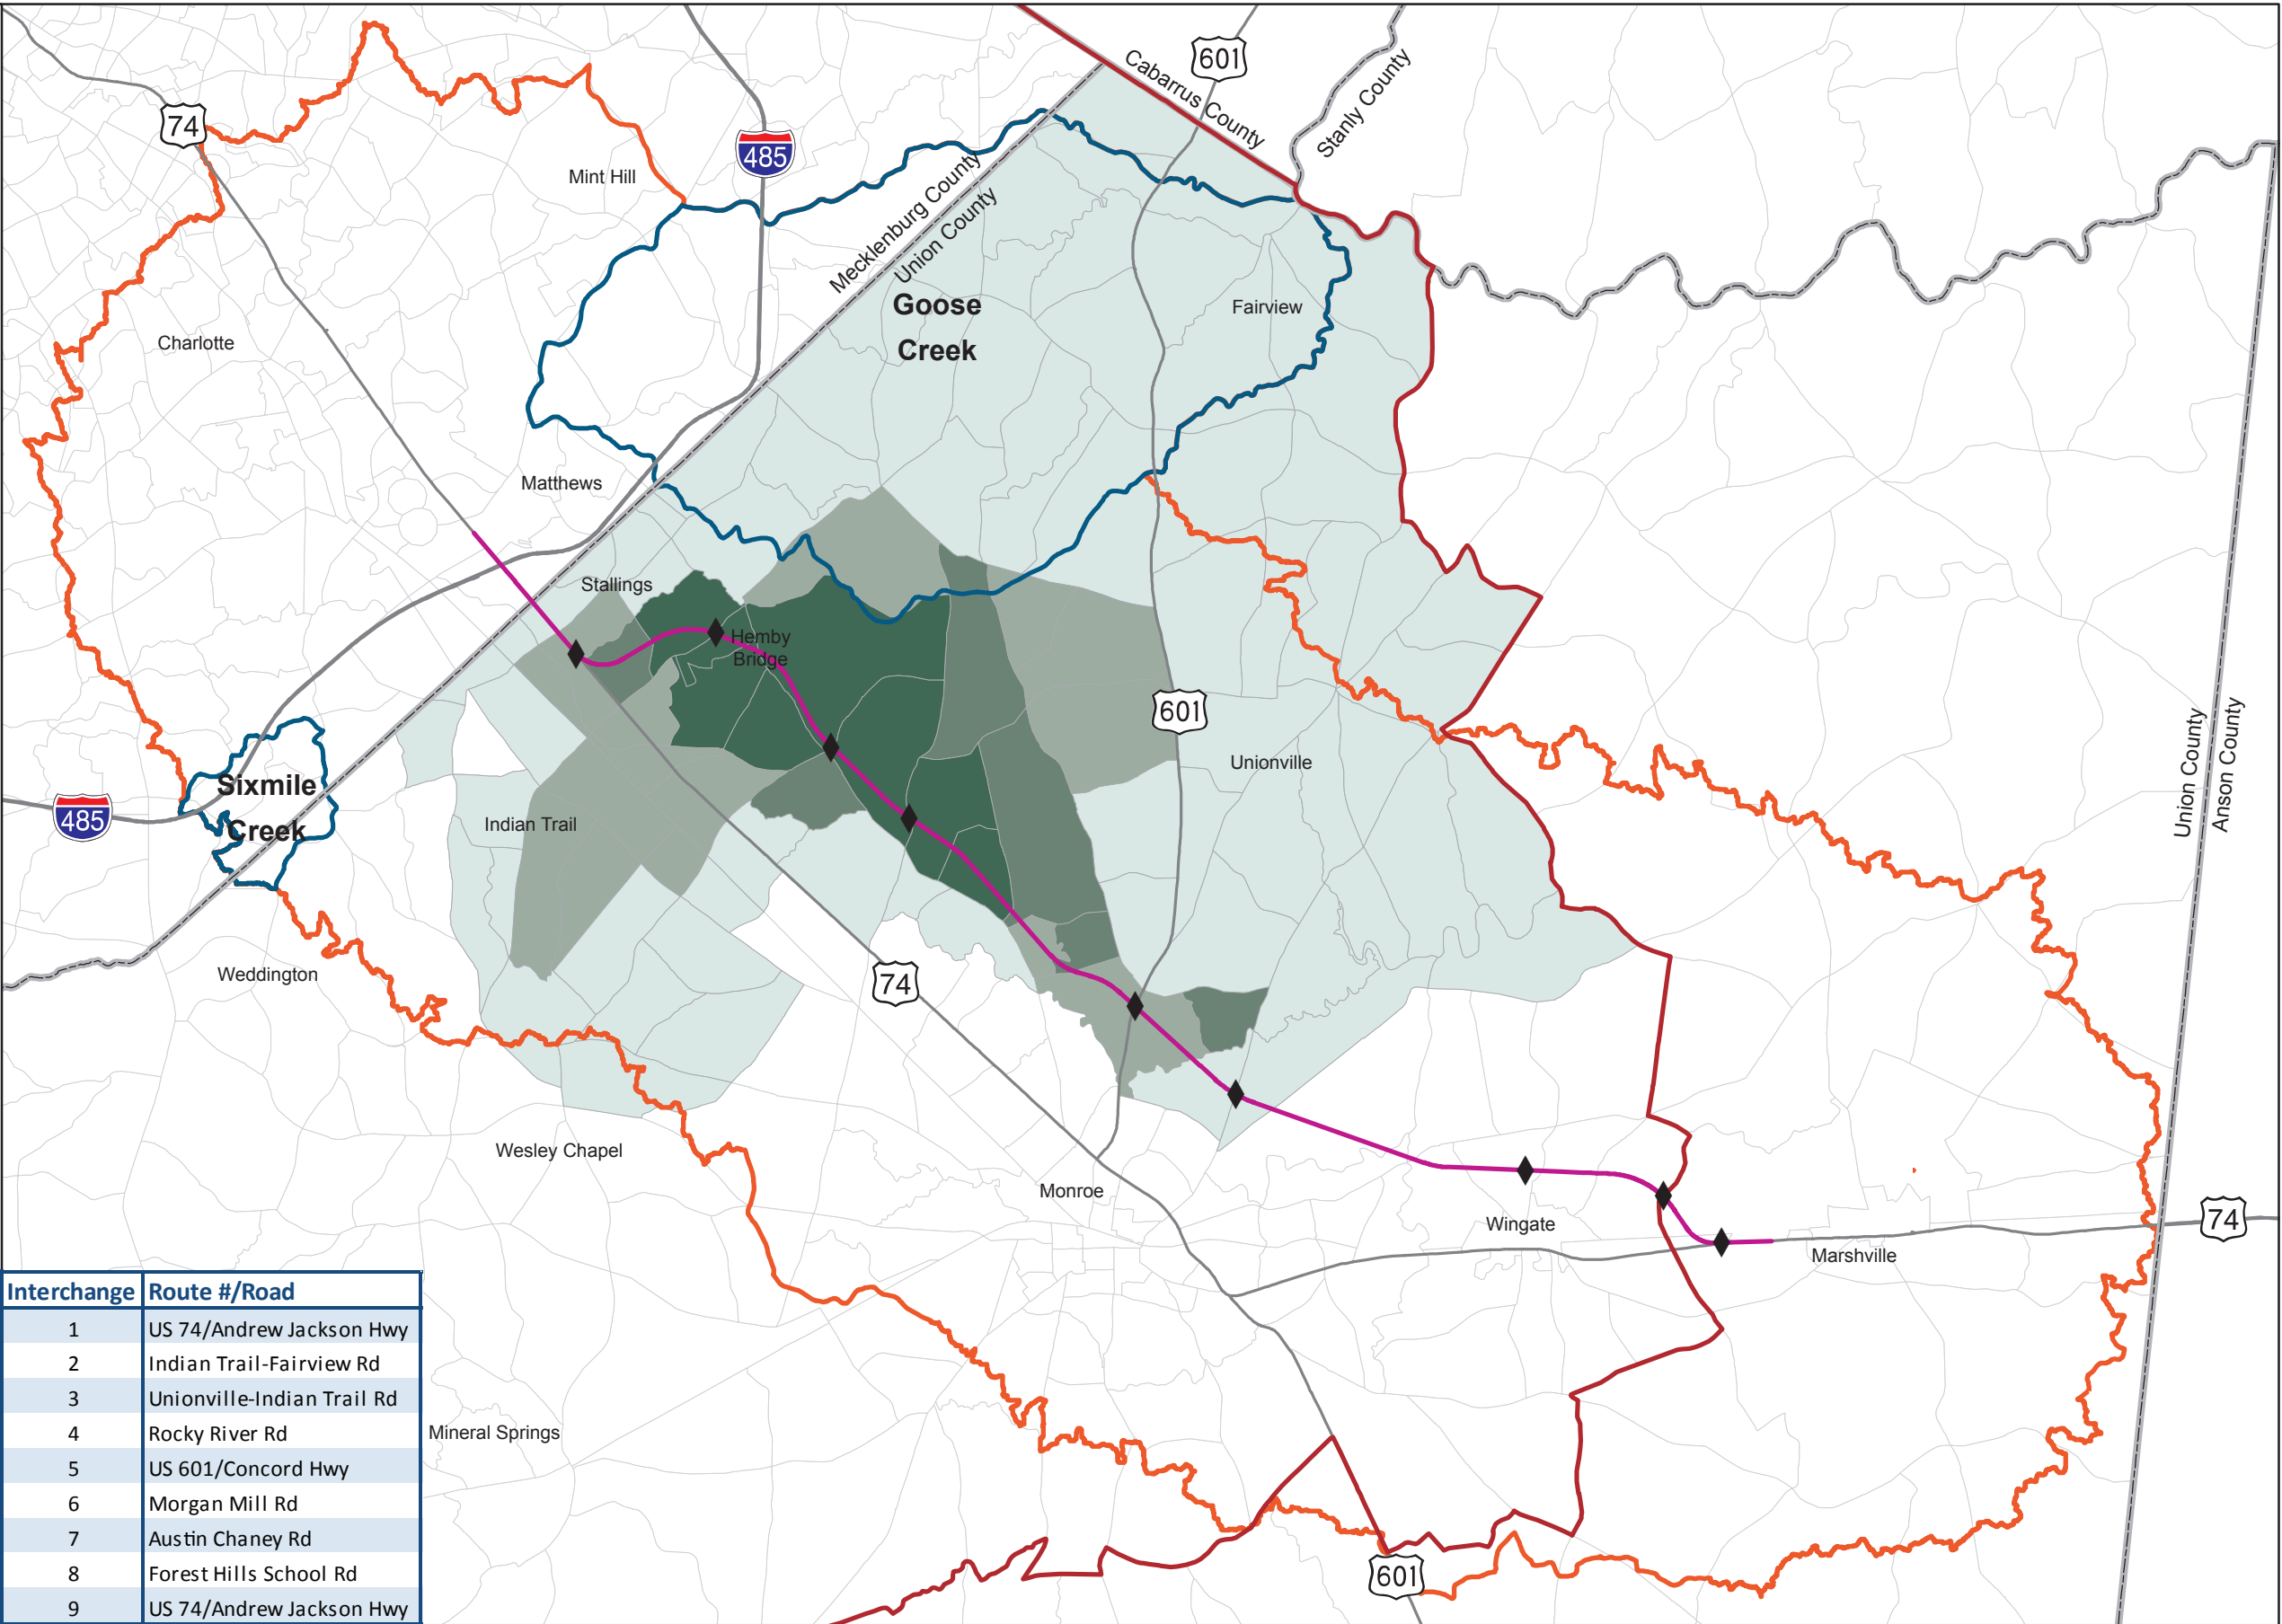 601
Cabarrus County
Stanly County
74
485
Mint Hill
Mecklenburg County
Union County
Goose
Creek
Fairview
Charlotte
Matthews
Stallings
Hemby
Bridge
601
Unionville
Union County
Anson County
Sixmile
Creek
485
Indian Trail
Weddington
74
Wesley Chapel
Monroe
Wingate
74
Marshville
Interchange Route #/Road
1 US 74/Andrew Jackson Hwy
2 Indian Trail-Fairview Rd
3 Unionville-Indian Trail Rd
4 Rocky River Rd
5 US 601/Concord Hwy
6 Morgan Mill Rd
7 Austin Chaney Rd
8 Forest Hills School Rd
9 US 74/Andrew Jackson Hwy
Mineral Springs
601